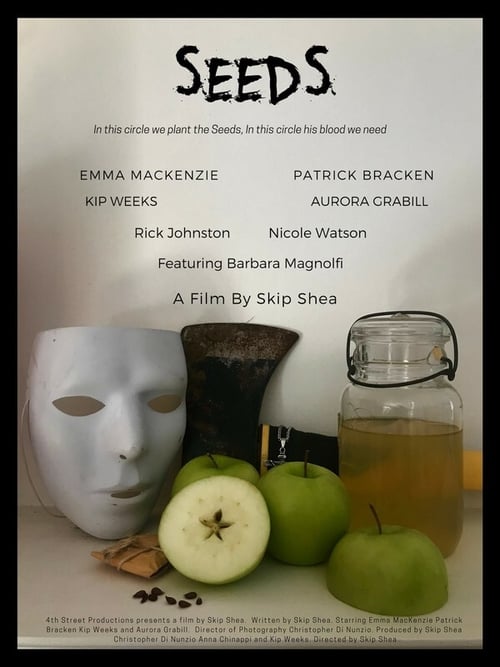 SEEDS
In this circle we plant the Seeds, In this circle his blood we need
EMMA MACKENZIE PATRICK BRACKEN
KIP WEEKS AURORA GRABILL
Rick Johnston Nicole Watson
Featuring Barbara Magnolfi
A Film By Skip Shea
4th Street Productions presents a film by Skip Shea. Written by Skip Shea. Starring Emma MacKenzie Patrick
Bracken Kip Weeks and Aurora Grabill. Director of Photography Christopher Di Nunzio. Produced by Skip Shea
Christopher Di Nunzio Anna Chinappi and Kip Weeks. Directed by Skip Shea